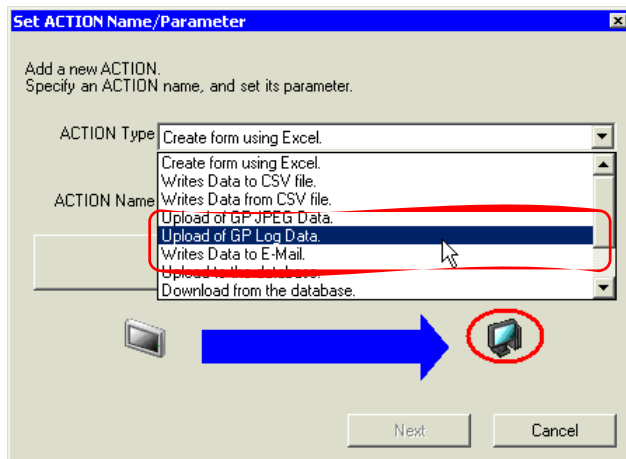 Set ACTION Name/Parameter
Add a new ACTION.
Specify an ACTION name, and set its parameter.
ACTION Type
Create form using Excel.
Create form using Excel.
Writes Data to CSV file.
ACTION Name
Writes Data from CSV file.
Upload of GP JPEG Data.
Upload of GP Log Data.
Writes Data to E-Mail.
Upload to the database.
Download from the database.
Next
Cancel